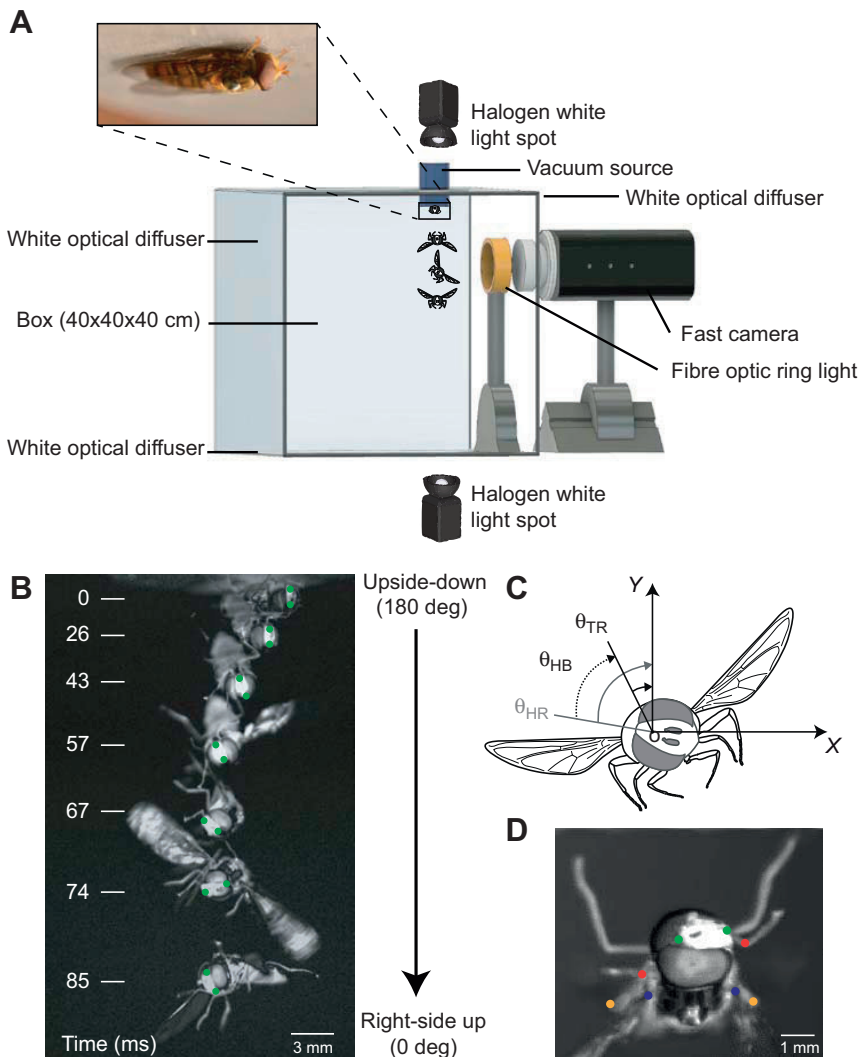 A
Halogen white
light spot
Vacuum source
White optical diffuser
White optical diffuser
Box (40x40x40 cm)
Fast camera
Fibre optic ring light
White optical diffuser
Halogen white
light spot
B
0
26
43
57
67
74
85
Time (ms)
3 mm
Upside-down
(180 deg)
Right-side up
(0 deg)
C
Y
θTR
θHB
θHR
O
X
D
1 mm